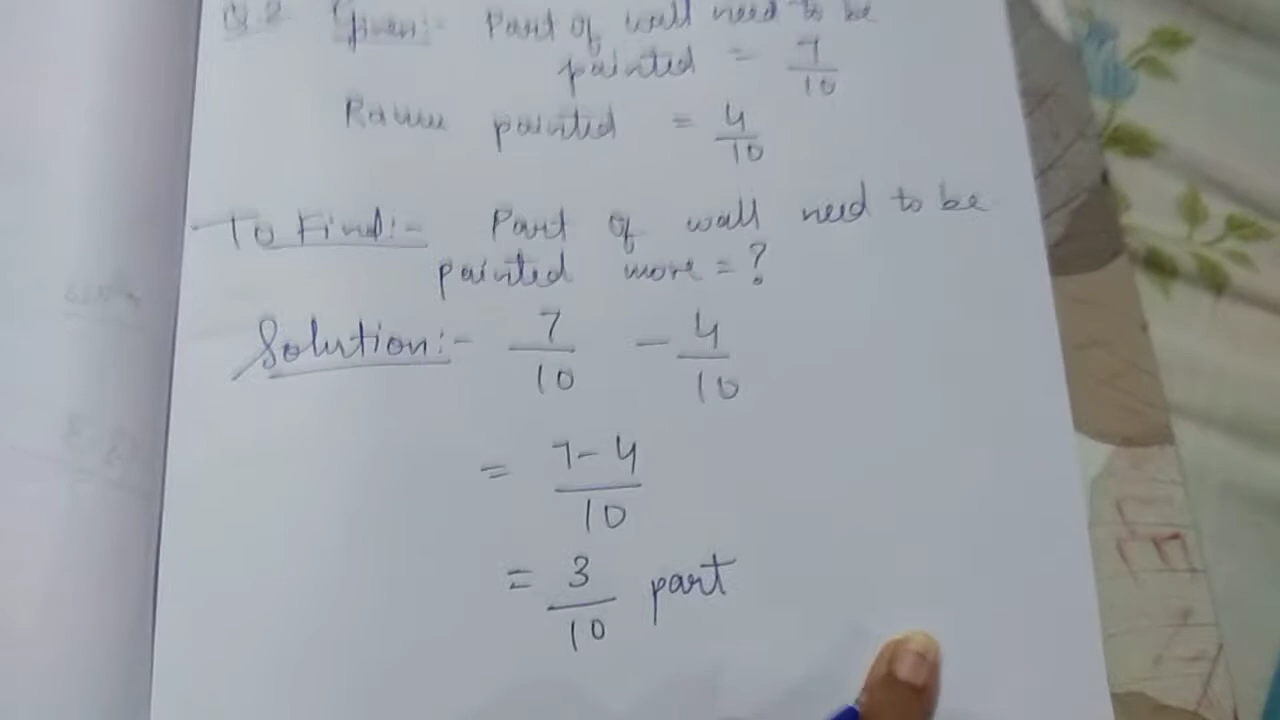 Q.2 Given:- Part of wall need to be
painted = 7/10
Ramu painted = 4/10
To Find:- Part of wall need to be
painted more = ?
Solution:- 7/10 - 4/10
= 7-4/10
= 3/10 part